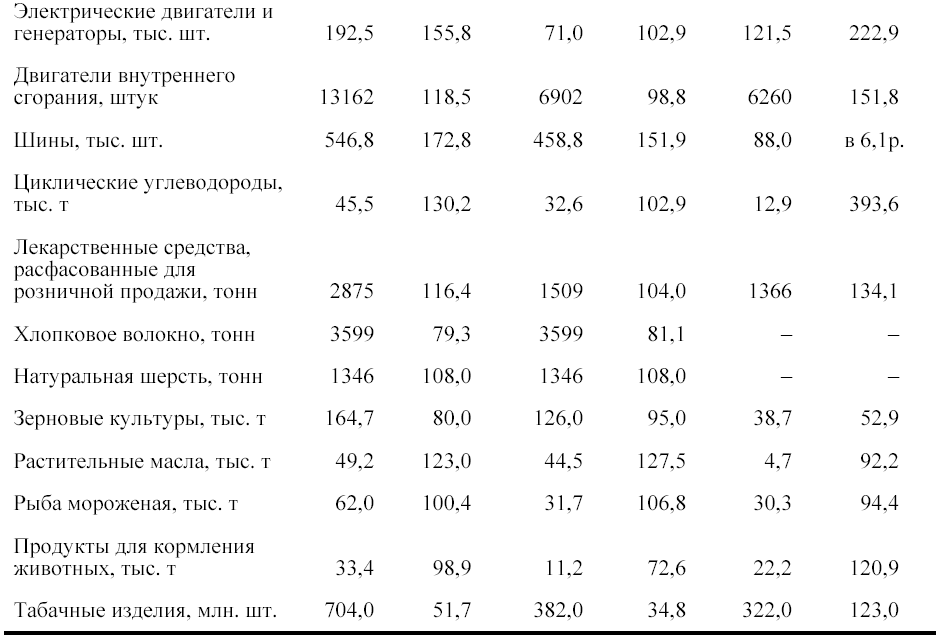 Электрические двигатели и
генераторы, тыс. шт. 192,5 155,8 71,0 102,9 121,5 222,9
Двигатели внутреннего
сгорания, штук 13162 118,5 6902 98,8 6260 151,8
Шины, тыс. шт. 546,8 172,8 458,8 151,9 88,0 в 6,1р.
Циклические углеводороды,
тыс. т 45,5 130,2 32,6 102,9 12,9 393,6
Лекарственные средства,
расфасованные для
розничной продажи, тонн 2875 116,4 1509 104,0 1366 134,1
Хлопковое волокно, тонн 3599 79,3 3599 81,1 – –
Натуральная шерсть, тонн 1346 108,0 1346 108,0 – –
Зерновые культуры, тыс. т 164,7 80,0 126,0 95,0 38,7 52,9
Растительные масла, тыс. т 49,2 123,0 44,5 127,5 4,7 92,2
Рыба мороженая, тыс. т 62,0 100,4 31,7 106,8 30,3 94,4
Продукты для кормления
животных, тыс. т 33,4 98,9 11,2 72,6 22,2 120,9
Табачные изделия, млн. шт. 704,0 51,7 382,0 34,8 322,0 123,0